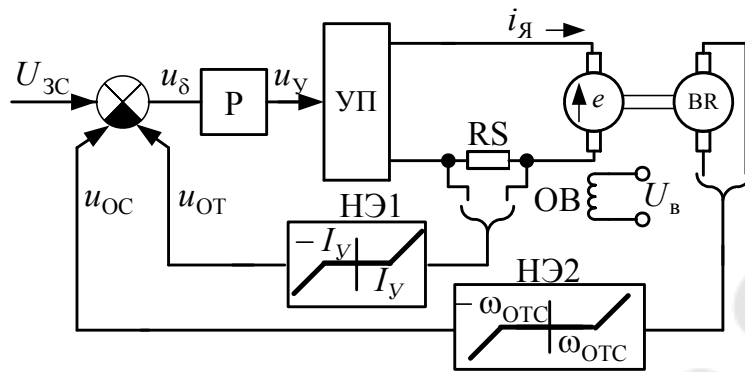 i_Я
U_ЗС
u_δ
u_У
Р
УП
e
BR
RS
u_ОС
u_ОТ
ОВ
U_в
НЭ1
− I_У
I_У
НЭ2
− ω_ОТС
ω_ОТС